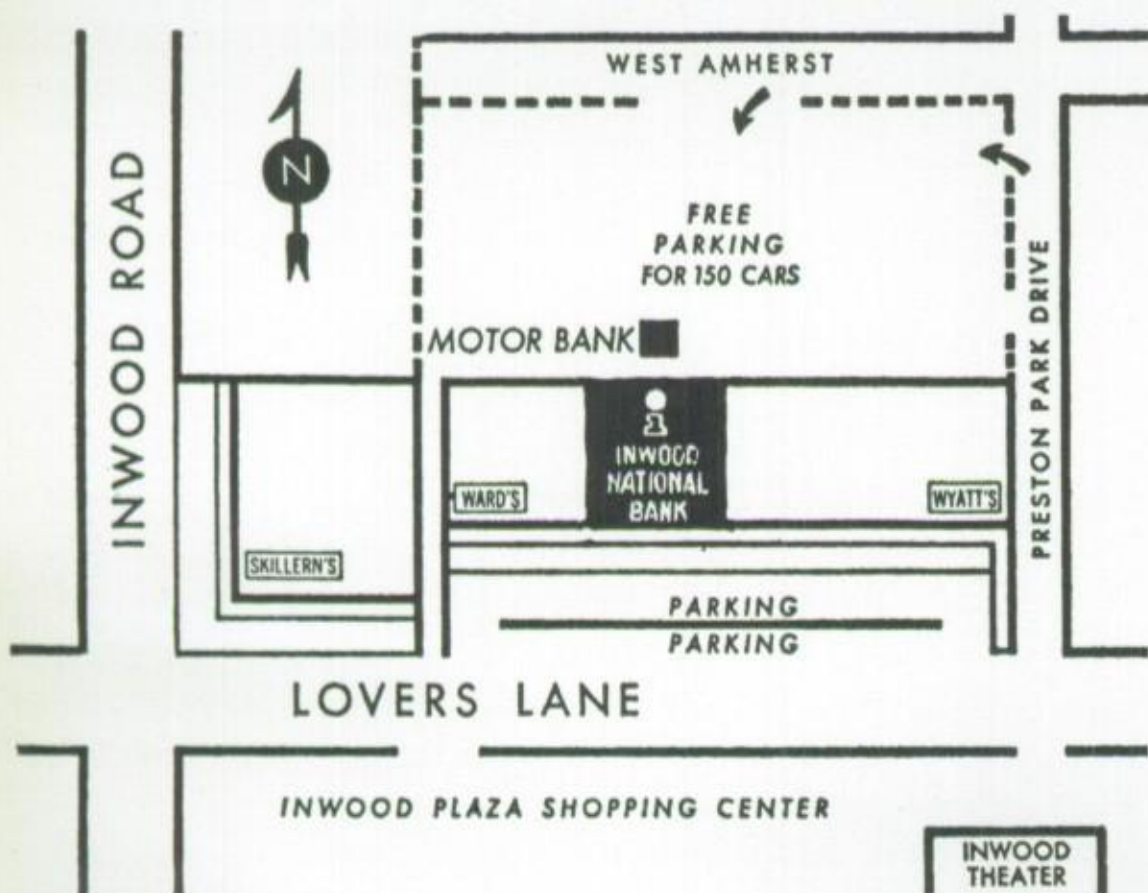 WEST AMHERST
N
INWOOD ROAD
FREE
PARKING
FOR 150 CARS
PRESTON PARK DRIVE
MOTOR BANK
i
INWOOD
NATIONAL
BANK
WARD'S
WYATT'S
SKILLERN'S
PARKING
PARKING
LOVERS LANE
INWOOD PLAZA SHOPPING CENTER
INWOOD
THEATER